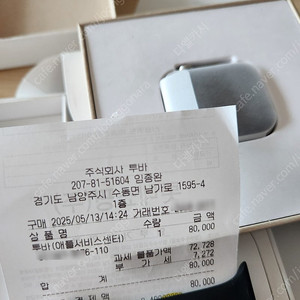 주식회사 투바
207-81-51604 임종완
경기도 남양주시 수동면 남가로 1595-4
1층
구매 2025/05/13/14:24 거래번호
상 품 명 수량 금 액
1 80,000
투바(애플서비스센터)
-110
과세 물품가액 72,728
부 가 세 7,272
합 계 80,000
80,000